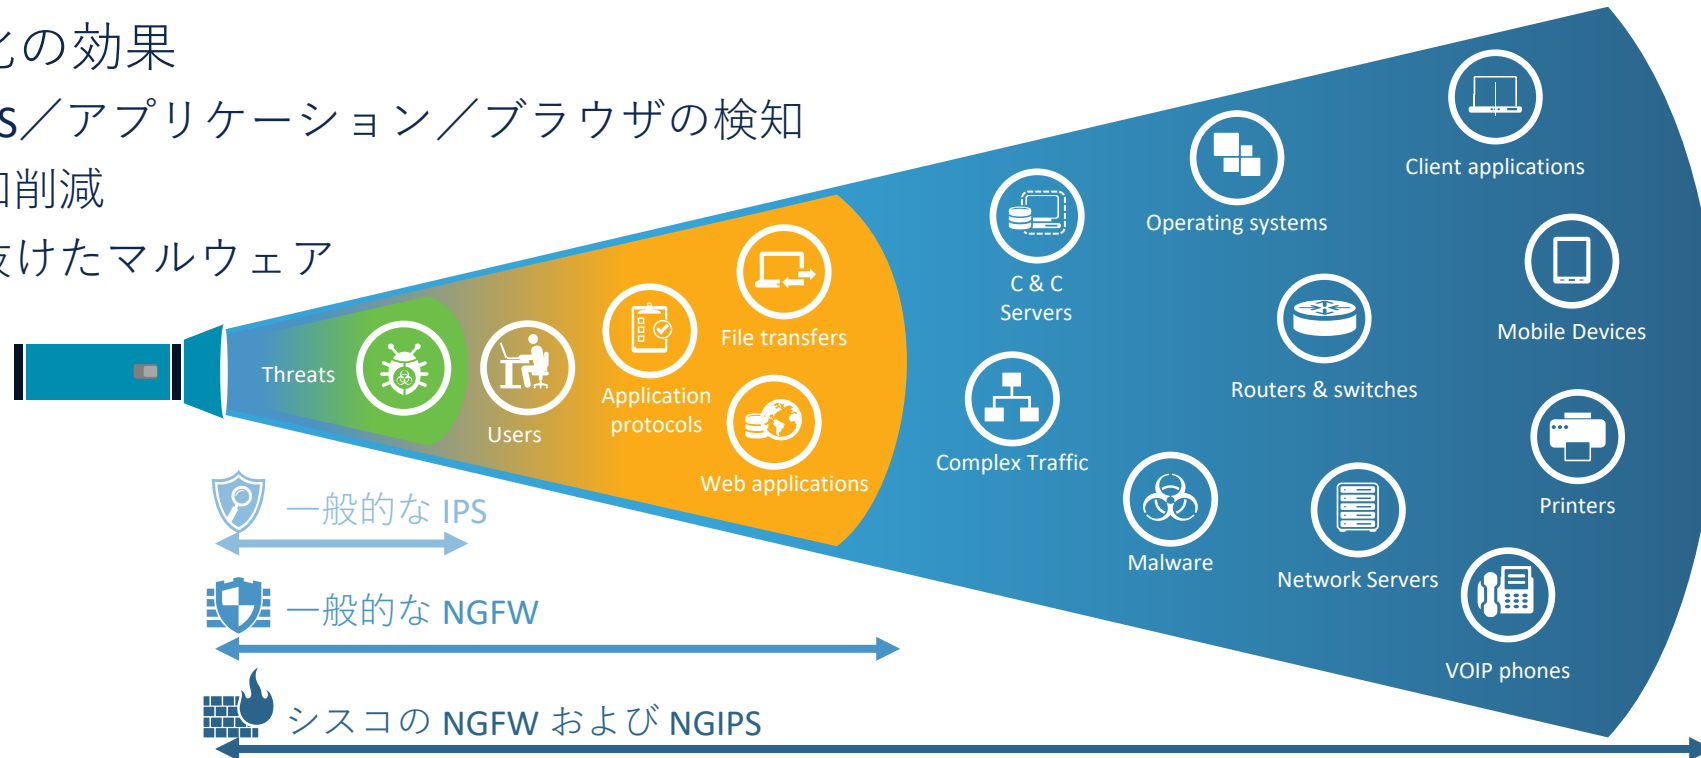 化の効果
S／アプリケーション／ブラウザの検知
知削減
抜けたマルウェア
Threats
Users
Application
protocols
File transfers
Web applications
C & C
Servers
Complex Traffic
Operating systems
Client applications
Routers & switches
Mobile Devices
Malware
Network Servers
Printers
VOIP phones
一般的な IPS
一般的な NGFW
シスコの NGFW および NGIPS